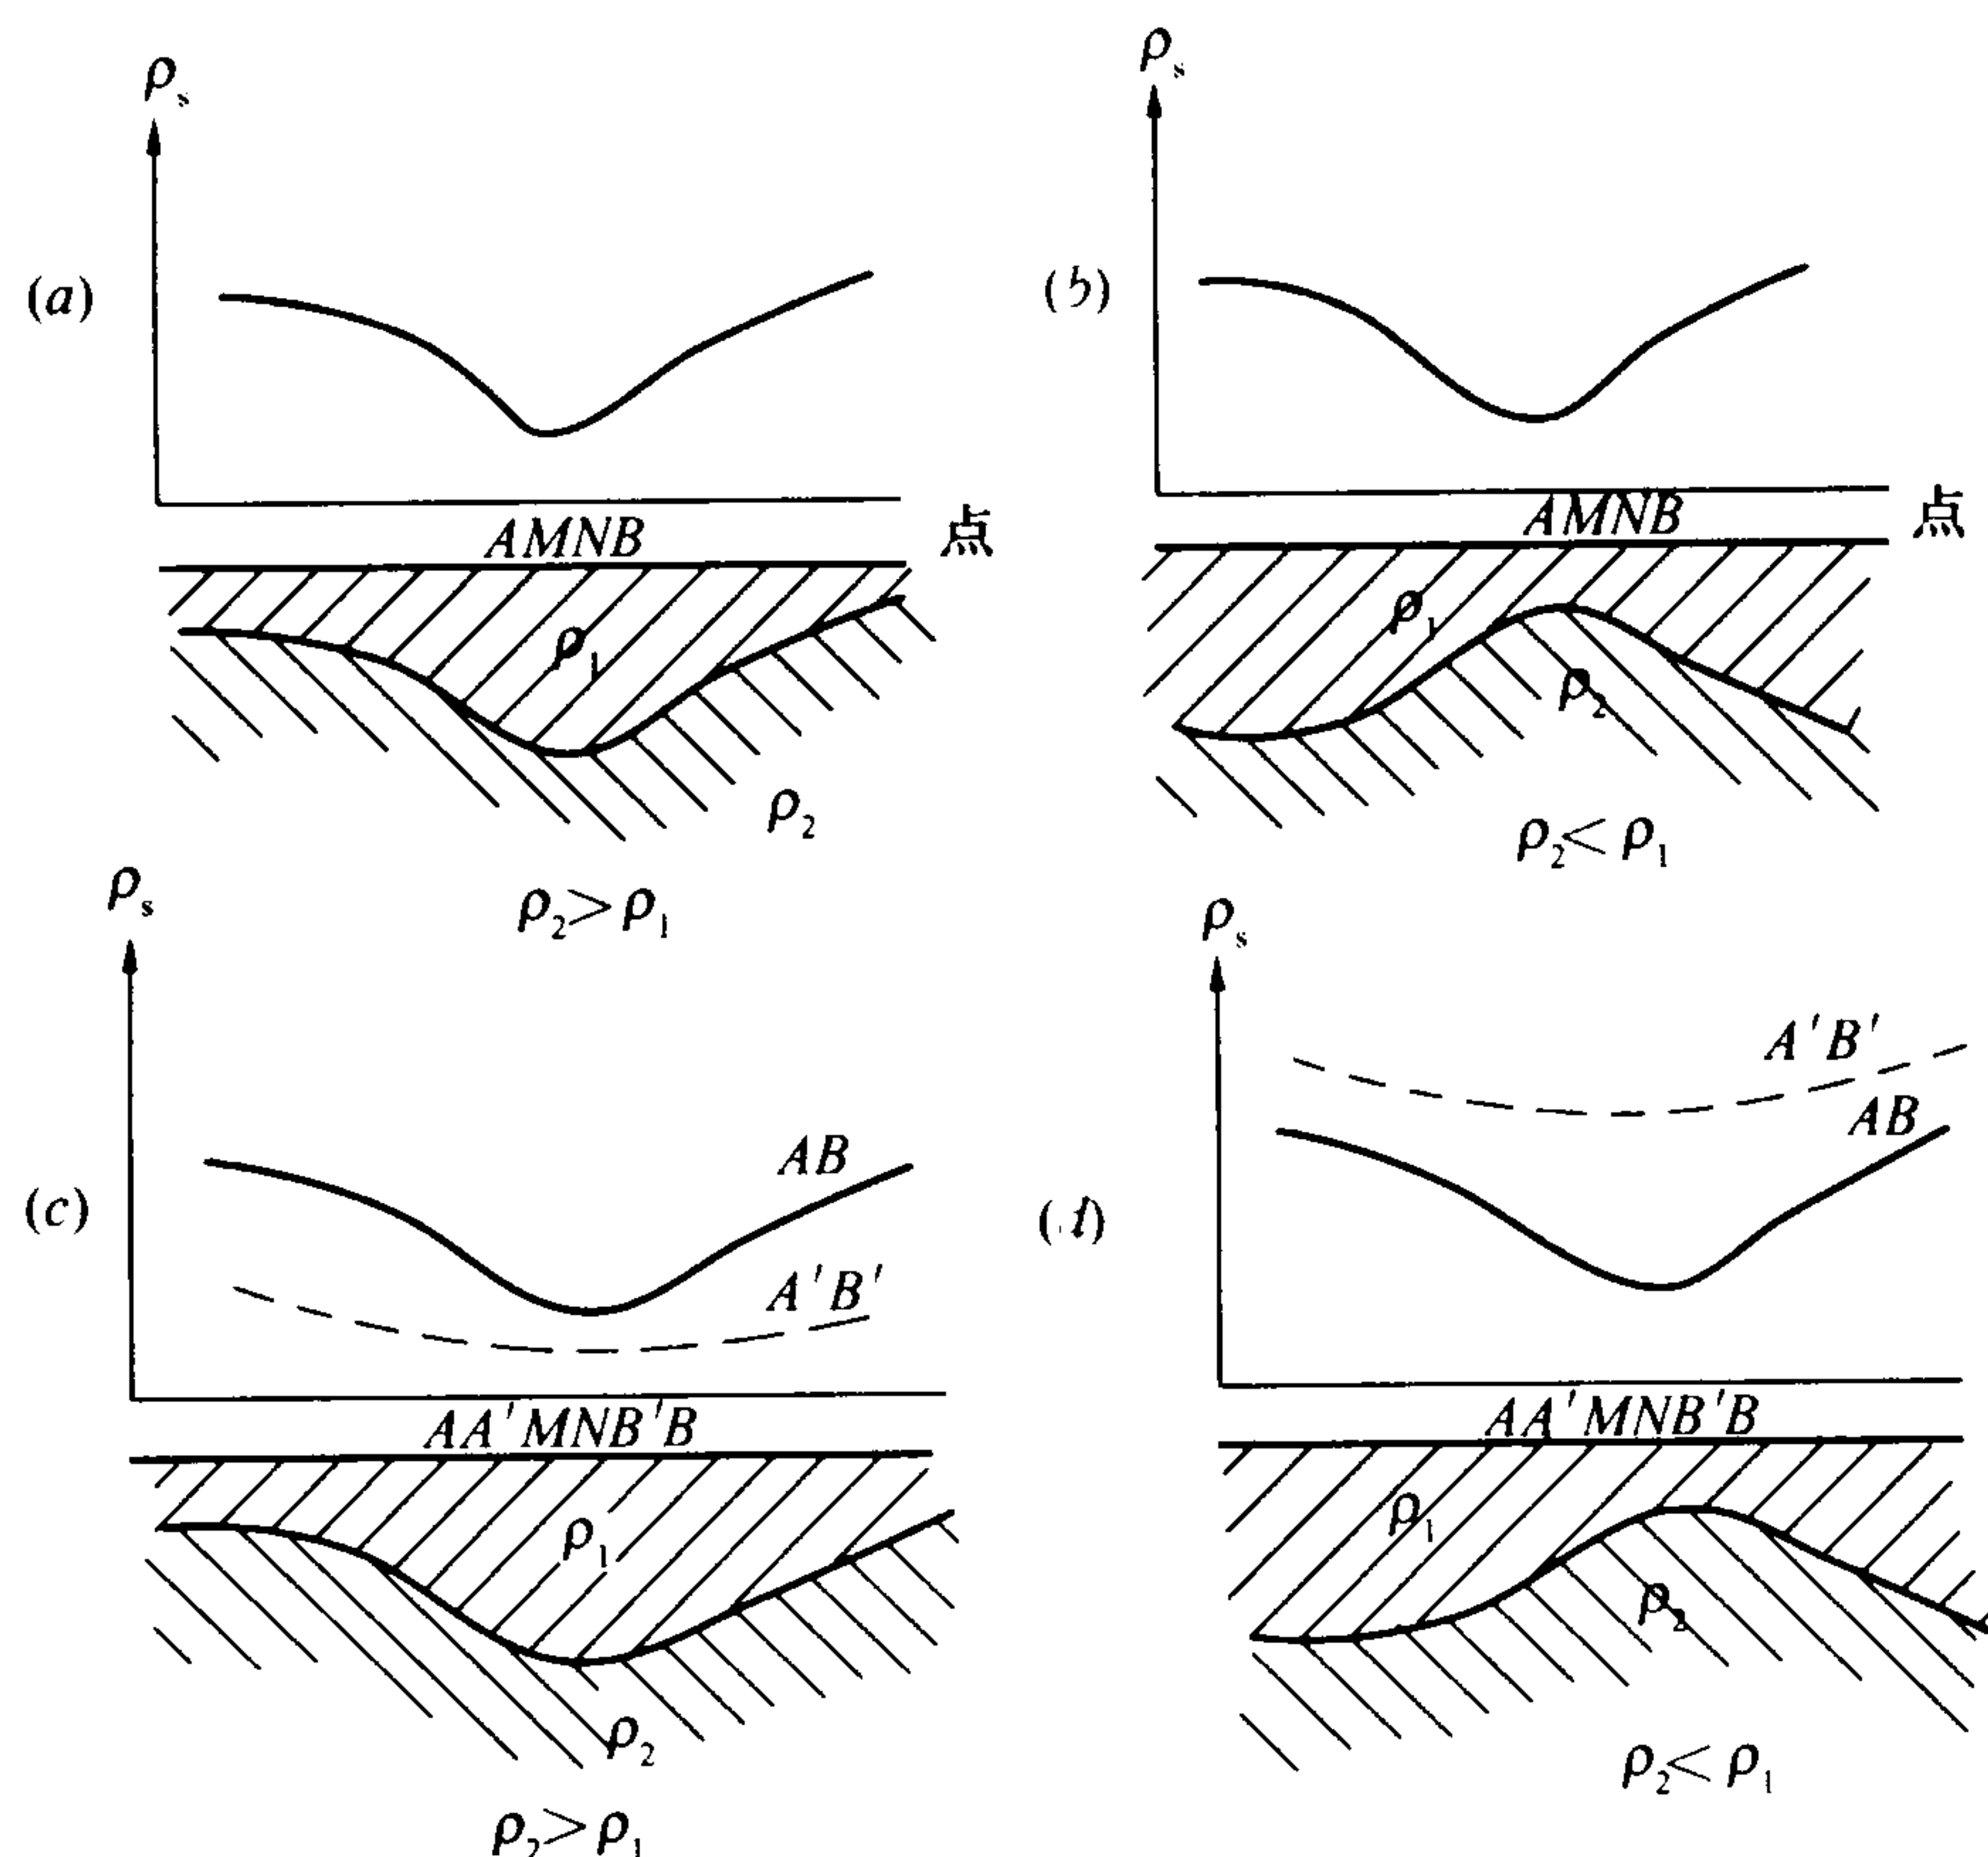 ρₛ
(a)
点
AMNB
ρ₁
ρ₂
ρ₂> ρ₁
ρₛ
(b)
点
AMNB
ρ₁
ρ₂
ρ₂< ρ₁
ρₛ
(c)
AB
A′B′
AA′MNB′B
ρ₁
ρ₂
ρ₂> ρ₁
ρₛ
(d)
A′B′
AB
AA′MNB′B
ρ₁
ρ₂
ρ₂< ρ₁